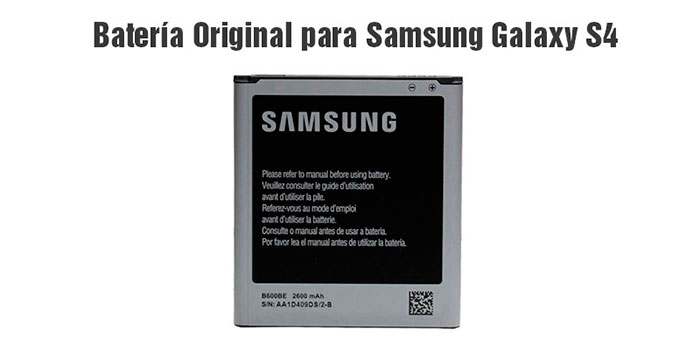 Batería Original para Samsung Galaxy S4
SAMSUNG
Please refer to manual before using battery.
Veuillez consulter le guide d'utilisation
avant d'utiliser la pile.
Referez-vous au mode d'emploi
avant d'utiliser la batterie.
Consulte o manual antes de usar a bateria.
Por favor lea el manual antes de utilizar la batería.
B600BE 2600 mAh
S/N: AA1D409DS/2-B